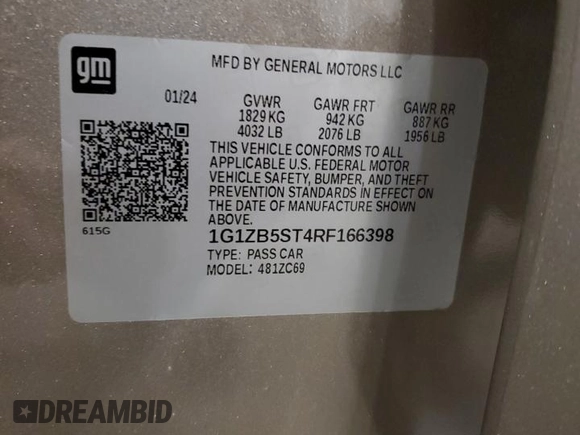 gm
MFD BY GENERAL MOTORS LLC
01/24 GVWR GAWR FRT GAWR RR
1829 KG 942 KG 887 KG
4032 LB 2076 LB 1956 LB
THIS VEHICLE CONFORMS TO ALL
APPLICABLE U.S. FEDERAL MOTOR
VEHICLE SAFETY, BUMPER, AND THEFT
PREVENTION STANDARDS IN EFFECT ON
THE DATE OF MANUFACTURE SHOWN
ABOVE.
615G
1G1ZB5ST4RF166398
TYPE: PASS CAR
MODEL: 481ZC69
DREAMBID